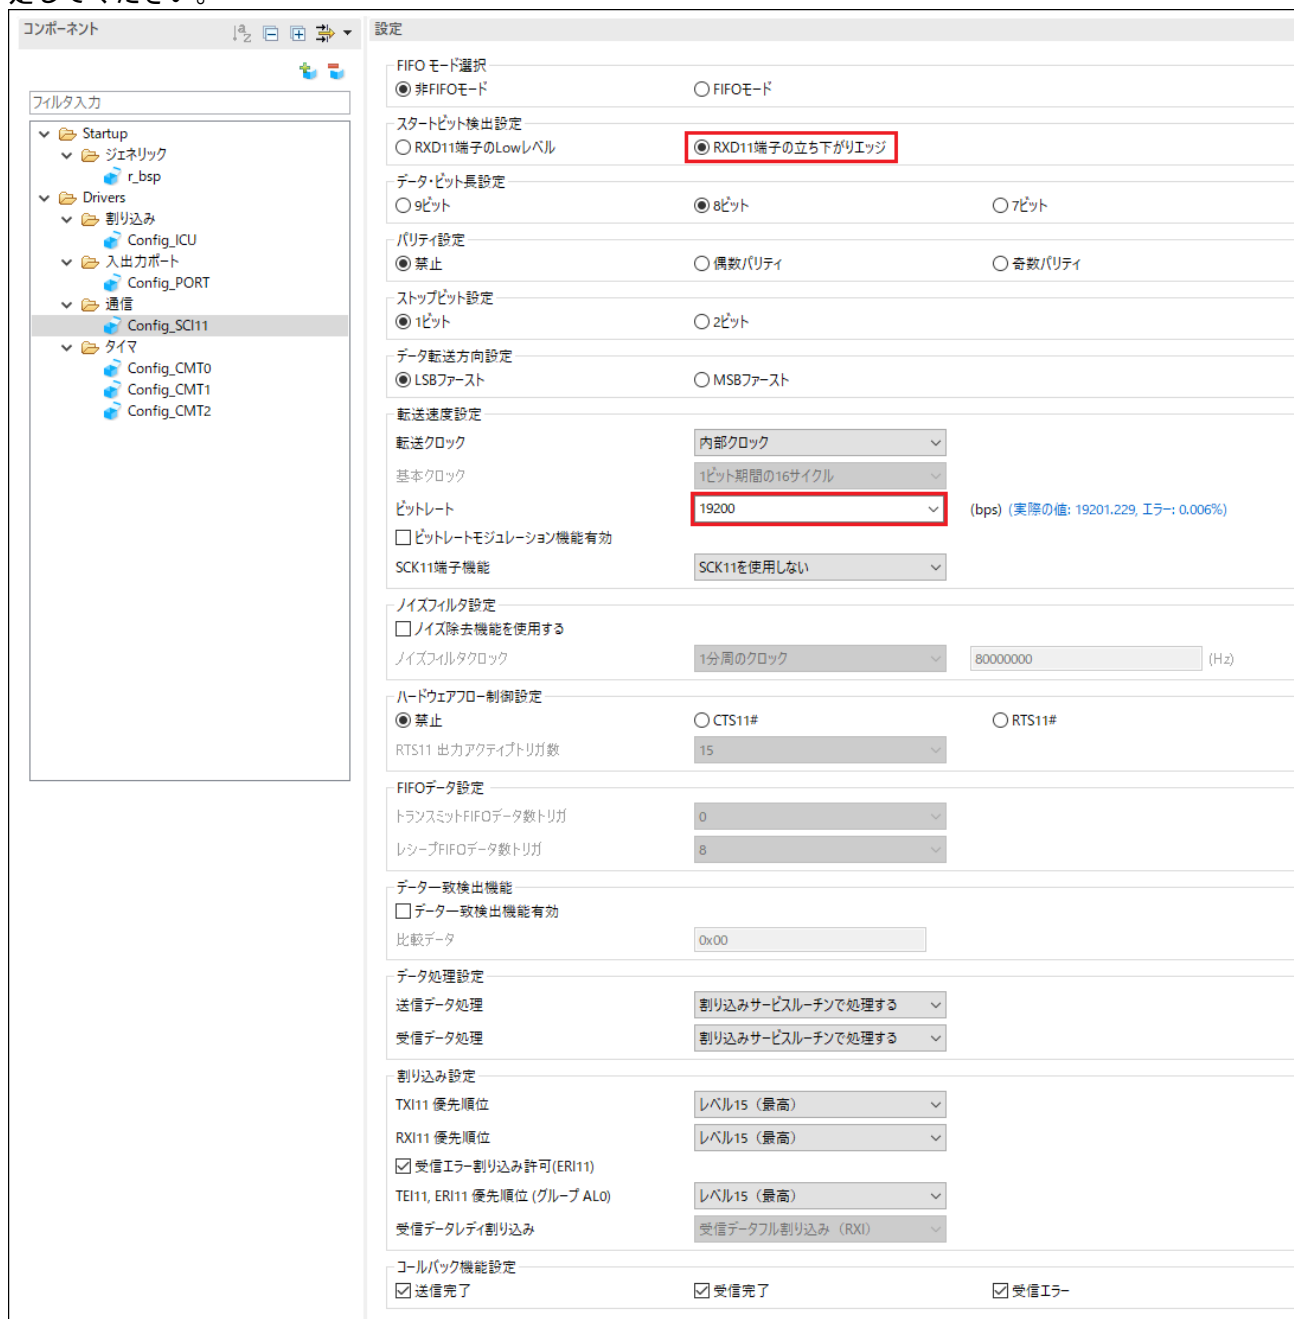 定してください。
コンポーネント
設定
フィルタ入力
Startup
ジェネリック
r_bsp
Drivers
割り込み
Config_ICU
入出力ポート
Config_PORT
通信
Config_SCI11
タイマ
Config_CMT0
Config_CMT1
Config_CMT2
FIFO モード選択
非FIFOモード FIFOモード
スタートビット検出設定
RXD11端子のLowレベル RXD11端子の立ち下がりエッジ
データ・ビット長設定
9ビット 8ビット 7ビット
パリティ設定
禁止 偶数パリティ 奇数パリティ
ストップビット設定
1ビット 2ビット
データ転送方向設定
LSBファースト MSBファースト
転送速度設定
転送クロック 内部クロック
基本クロック 1ビット期間の16サイクル
ビットレート 19200 (bps) (実際の値: 19201.229, エラー: 0.006%)
ビットレートモジュレーション機能有効
SCK11端子機能 SCK11を使用しない
ノイズフィルタ設定
ノイズ除去機能を使用する
ノイズフィルタクロック 1分周のクロック 80000000 (Hz)
ハードウェアフロー制御設定
禁止 CTS11# RTS11#
RTS11 出力アクティブトリガ数 15
FIFOデータ設定
トランスミットFIFOデータ数トリガ 0
レシーブFIFOデータ数トリガ 8
データ一致検出機能
データ一致検出機能有効
比較データ 0x00
データ処理設定
送信データ処理 割り込みサービスルーチンで処理する
受信データ処理 割り込みサービスルーチンで処理する
割り込み設定
TXI11 優先順位 レベル15（最高）
RXI11 優先順位 レベル15（最高）
受信エラー割り込み許可(ERI11)
TEI11, ERI11 優先順位 (グループ AL0) レベル15（最高）
受信データレディ割り込み 受信データフル割り込み（RXI）
コールバック機能設定
送信完了 受信完了 受信エラー